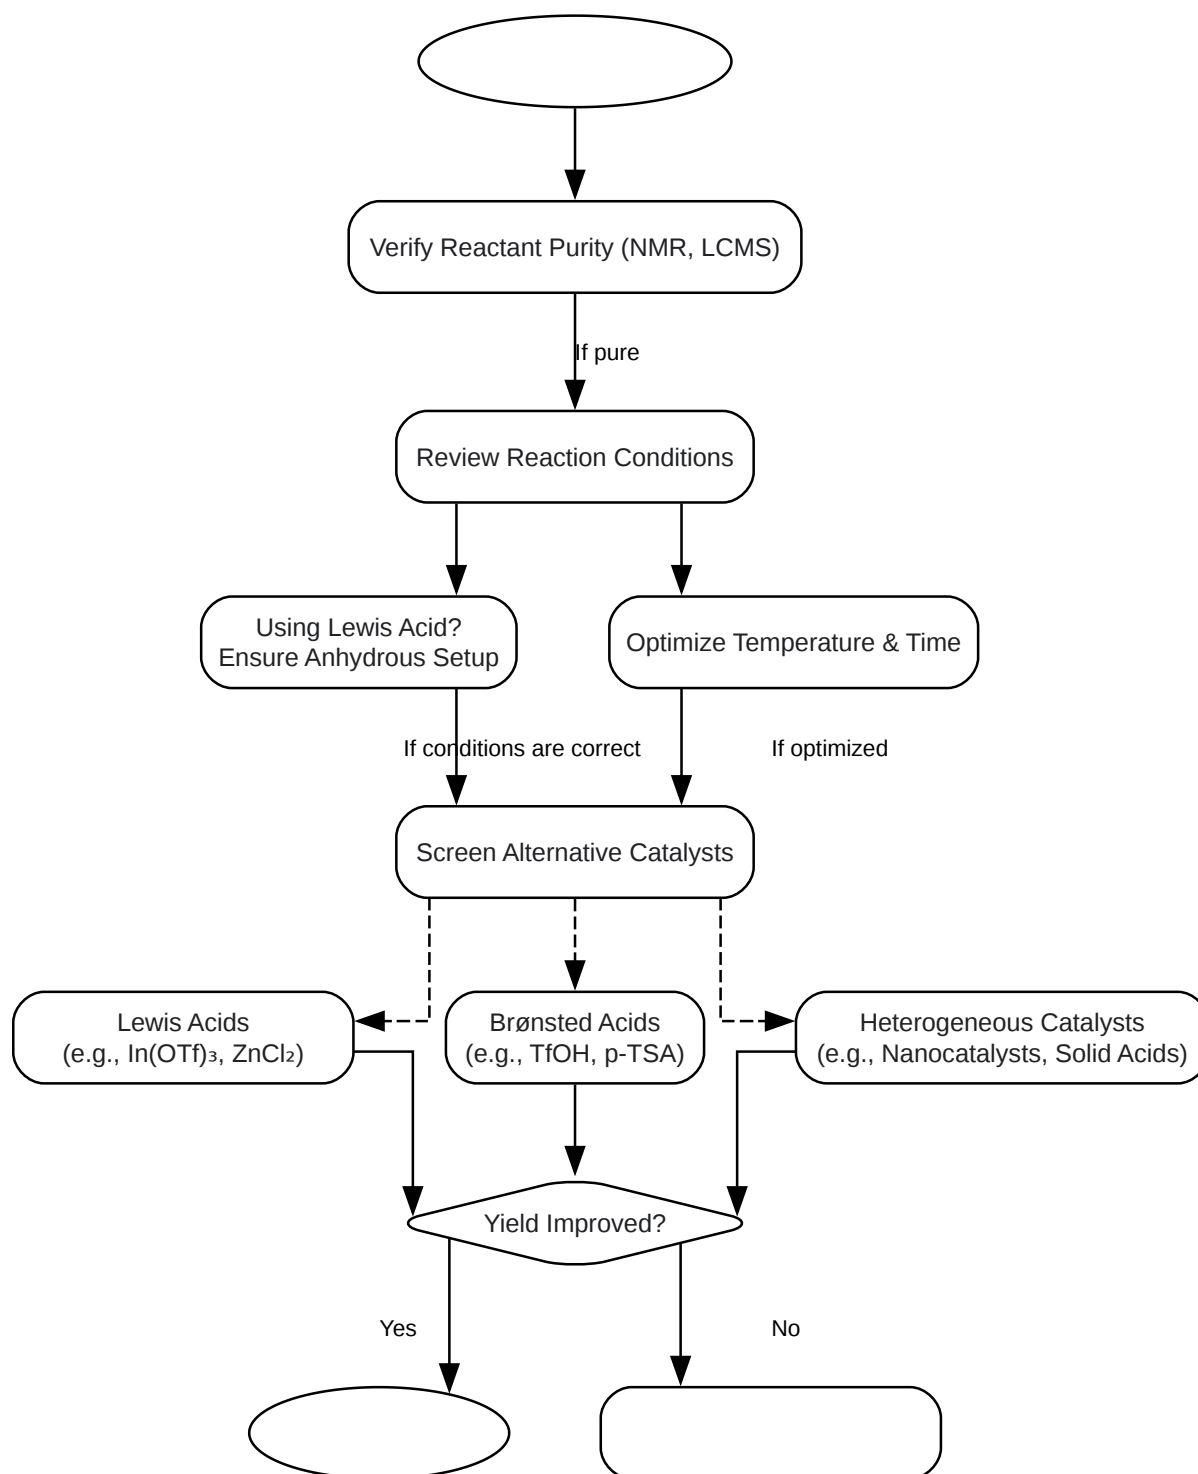 Verify Reactant Purity (NMR, LCMS)
If pure
Review Reaction Conditions
Using Lewis Acid?
Ensure Anhydrous Setup
Optimize Temperature & Time
If conditions are correct
If optimized
Screen Alternative Catalysts
Lewis Acids
(e.g., In(OTf)₃, ZnCl₂)
Brønsted Acids
(e.g., TfOH, p-TSA)
Heterogeneous Catalysts
(e.g., Nanocatalysts, Solid Acids)
Yield Improved?
Yes
No